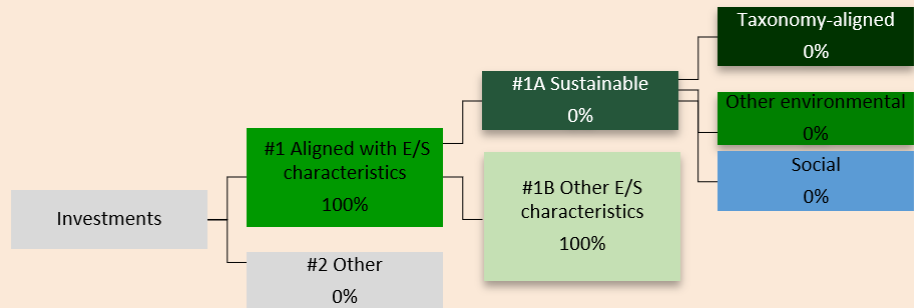 Investments
#1 Aligned with E/S
characteristics
100%
#2 Other
0%
#1A Sustainable
0%
#1B Other E/S
characteristics
100%
Taxonomy-aligned
0%
Other environmental
0%
Social
0%